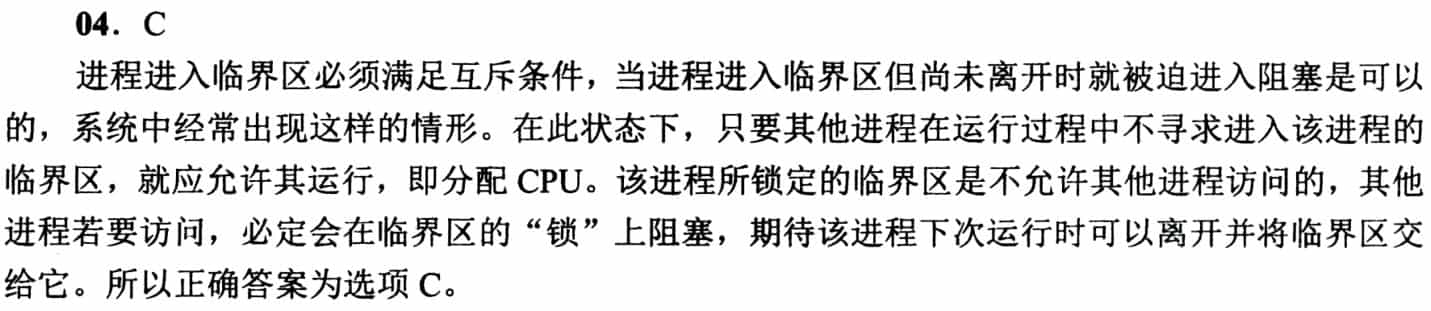 04. C
进程进入临界区必须满足互斥条件，当进程进入临界区但尚未离开时就被迫进入阻塞是可以
的，系统中经常出现这样的情形。在此状态下，只要其他进程在运行过程中不寻求进入该进程的
临界区，就应允许其运行，即分配 CPU。该进程所锁定的临界区是不允许其他进程访问的，其他
进程若要访问，必定会在临界区的“锁”上阻塞，期待该进程下次运行时可以离开并将临界区交
给它。所以正确答案为选项 C。